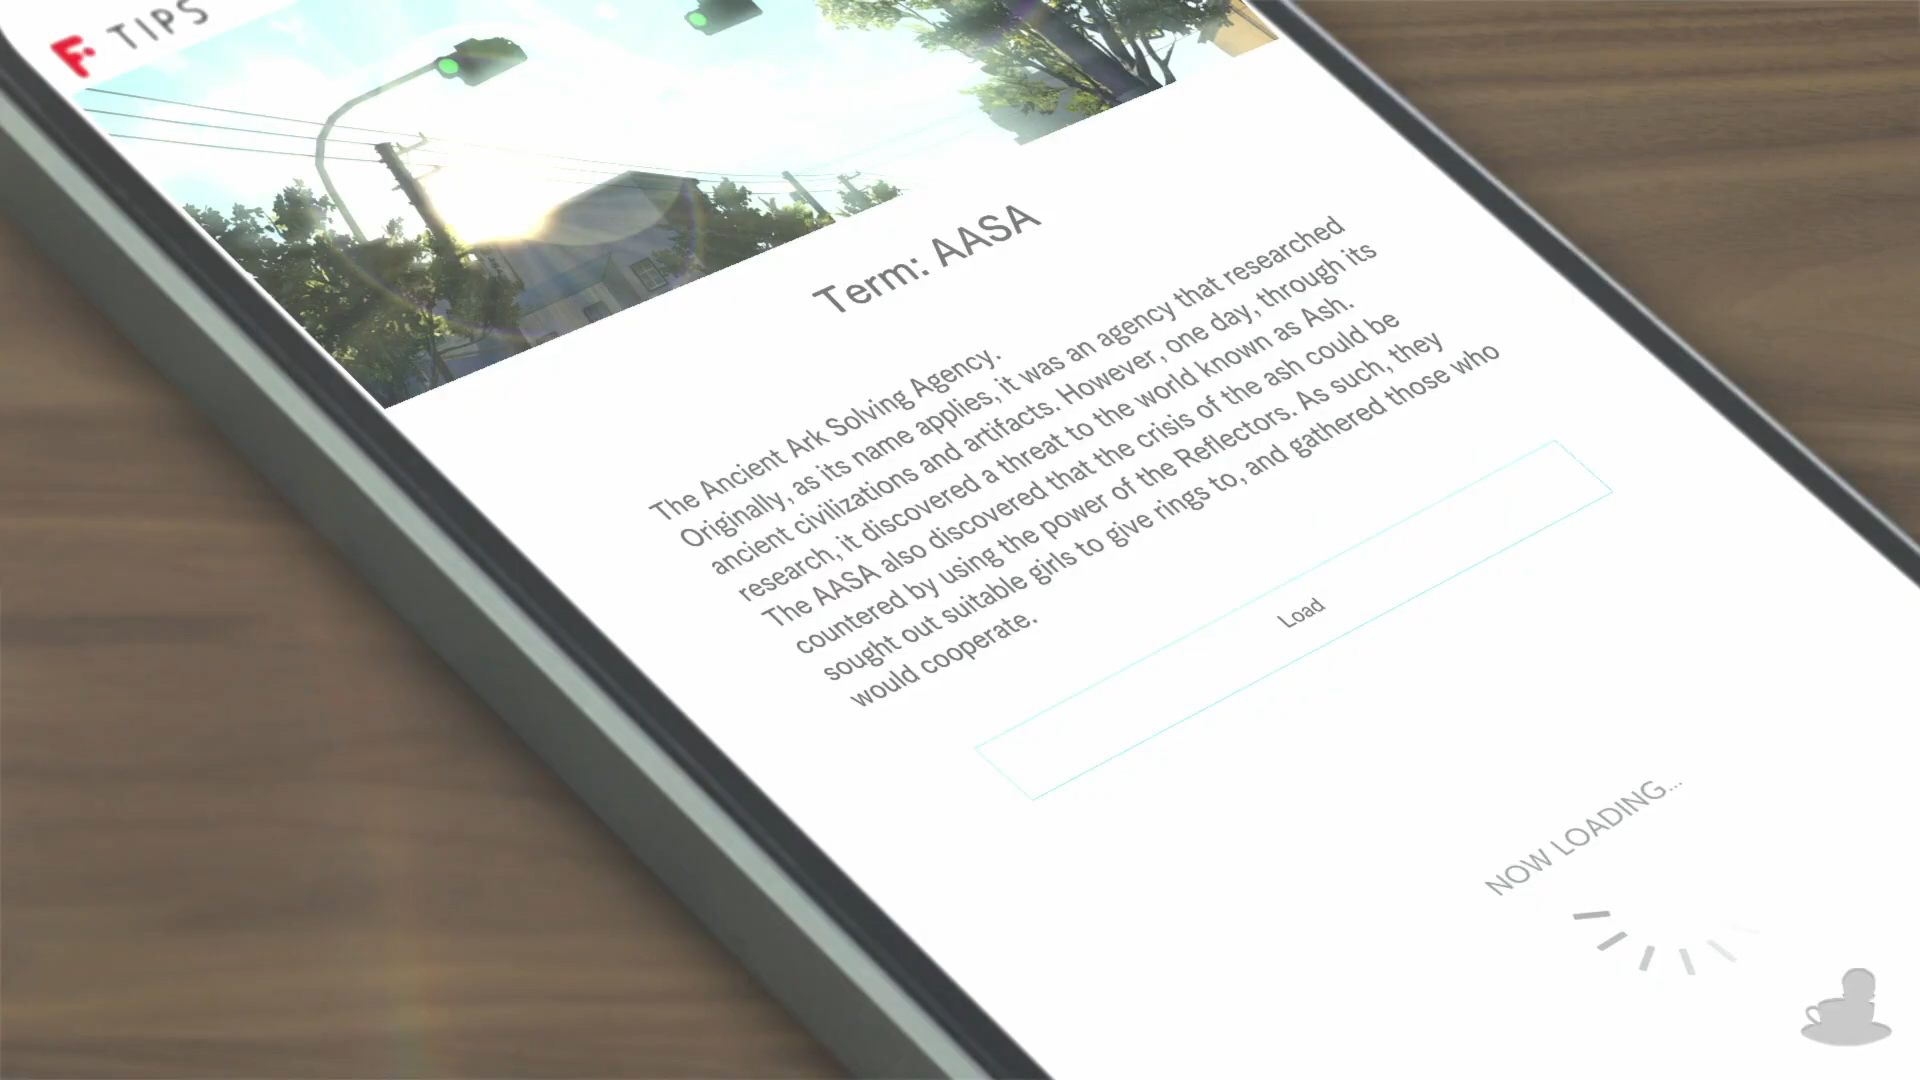 TIPS
Term: AASA
The Ancient Ark Solving Agency.
Originally, as its name applies, it was an agency that researched
ancient civilizations and artifacts. However, one day, through its
research, it discovered a threat to the world known as Ash.
The AASA also discovered that the crisis of the ash could be
countered by using the power of the Reflectors. As such, they
sought out suitable girls to give rings to, and gathered those who
would cooperate.
Load
NOW LOADING...